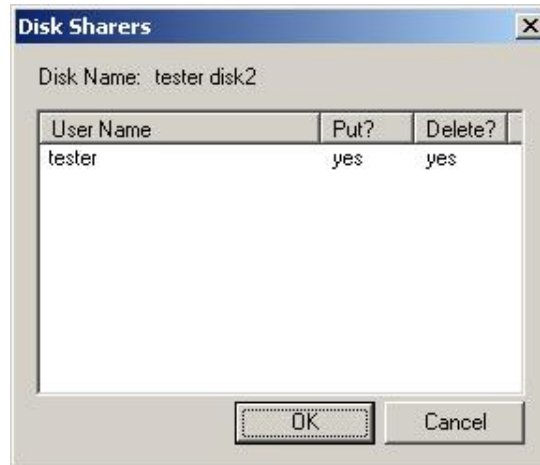 Disk Sharers
Disk Name: tester disk2
User Name Put? Delete?
tester yes yes
OK Cancel